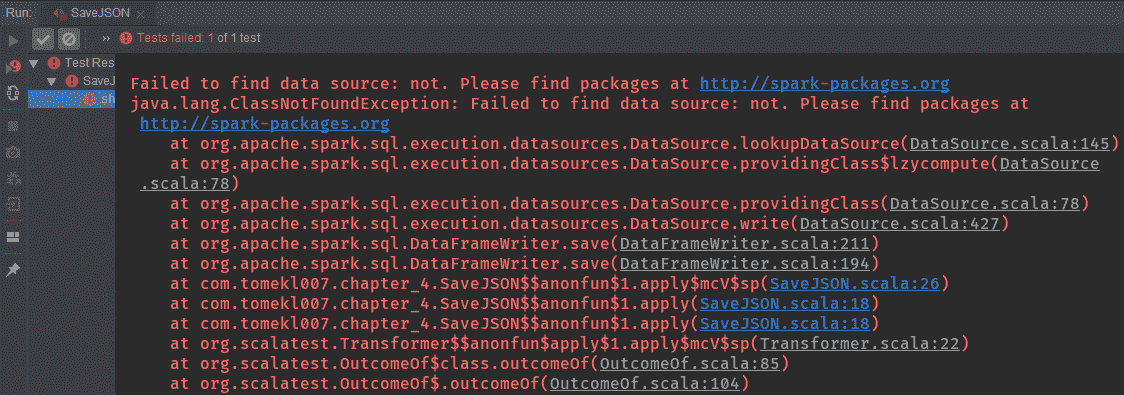 Run: SaveJSON
Tests failed: 1 of 1 test
Test Res
SaveJ
.sh
Failed to find data source: not. Please find packages at http://spark-packages.org
java.lang.ClassNotFoundException: Failed to find data source: not. Please find packages at
http://spark-packages.org
at org.apache.spark.sql.execution.datasources.DataSource.lookupDataSource(DataSource.scala:145)
at org.apache.spark.sql.execution.datasources.DataSource.providingClass$lzycompute(DataSource
.scala:78)
at org.apache.spark.sql.execution.datasources.DataSource.providingClass(DataSource.scala:78)
at org.apache.spark.sql.execution.datasources.DataSource.write(DataSource.scala:427)
at org.apache.spark.sql.DataFrameWriter.save(DataFrameWriter.scala:211)
at org.apache.spark.sql.DataFrameWriter.save(DataFrameWriter.scala:194)
at com.tomekl007.chapter_4.SaveJSON$$anonfun$1.apply$mcV$sp(SaveJSON.scala:26)
at com.tomekl007.chapter_4.SaveJSON$$anonfun$1.apply(SaveJSON.scala:18)
at com.tomekl007.chapter_4.SaveJSON$$anonfun$1.apply(SaveJSON.scala:18)
at org.scalatest.Transformer$$anonfun$apply$1.apply$mcV$sp(Transformer.scala:22)
at org.scalatest.OutcomeOf$class.outcomeOf(OutcomeOf.scala:85)
at org.scalatest.OutcomeOf$.outcomeOf(OutcomeOf.scala:104)